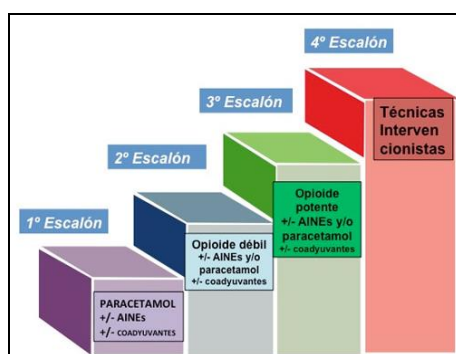 4º Escalón
3º Escalón
2º Escalón
1º Escalón
Técnicas
Interven
cionistas
Opioide
potente
+/- AINEs y/o
paracetamol
+/- coadyuvantes
Opioide débil
+/- AINEs y/o
paracetamol
+/- coadyuvantes
PARACETAMOL
+/- AINEs
+/- COADYUVANTES